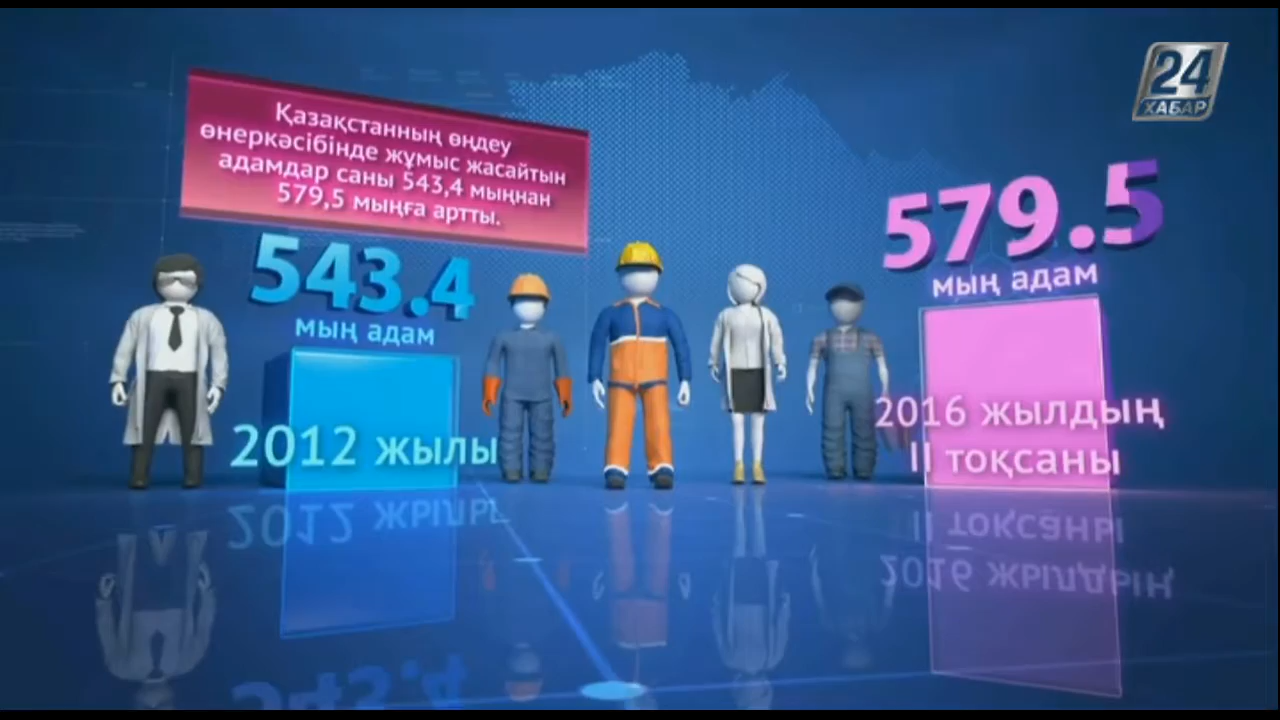 24
ХАБАР
Қазақстанның өңдеу
өнеркәсібінде жұмыс жасайтын
адамдар саны 543,4 мыңнан
579,5 мыңға артты.
543.4
мың адам
2012 жылы
579.5
мың адам
2016 жылдың
II тоқсаны